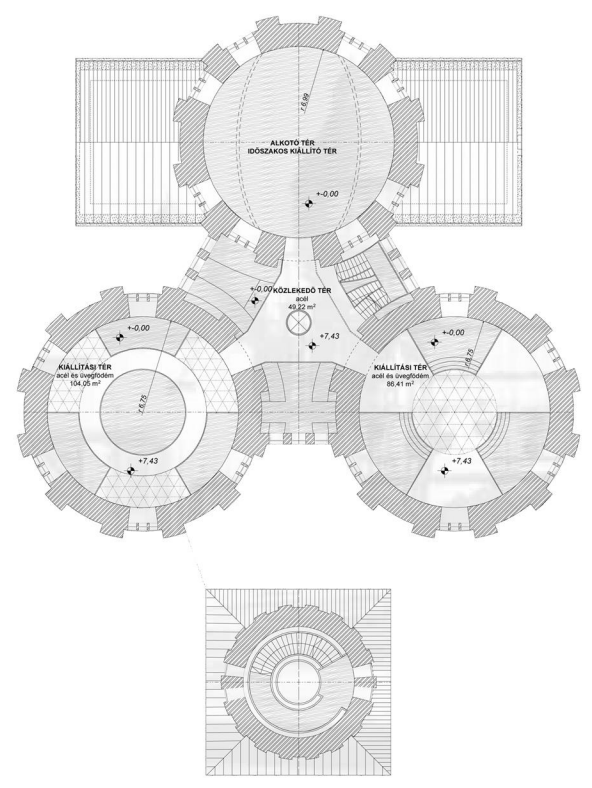 r:6,99
ALKOTÓ TÉR
IDŐSZAKOS KIÁLLÍTÓ TÉR
+-0,00
+-0,00
KÖZLEKEDŐ TÉR
acél
49,22 m²
+7,43
+-0,00
KIÁLLÍTÁSI TÉR
acél és üvegfödém
104,05 m²
r:6,75
+7,43
+-0,00
r:6,75
KIÁLLÍTÁSI TÉR
acél és üvegfödém
86,41 m²
+7,43